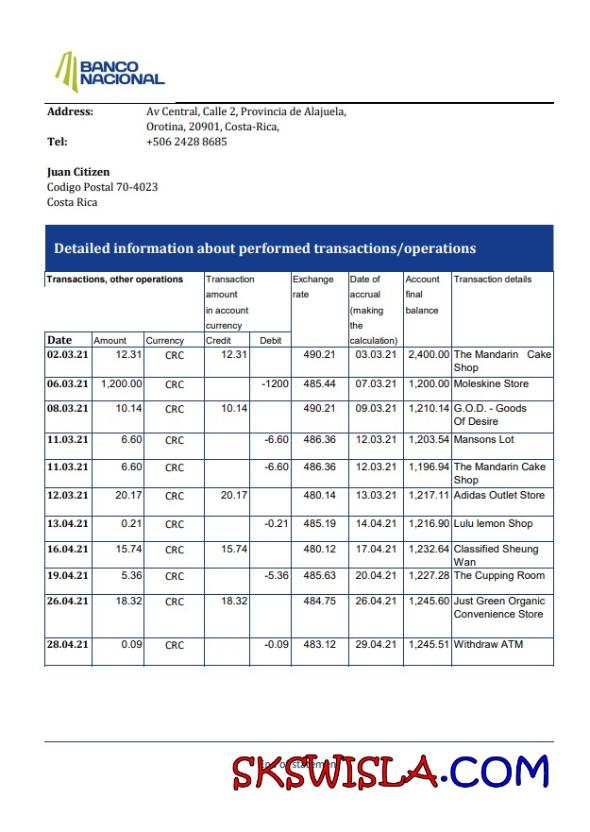 BANCO
NACIONAL
Address: Av Central, Calle 2, Provincia de Alajuela,
Orotina, 20901, Costa-Rica,
Tel: +506 2428 8685
Juan Citizen
Codigo Postal 70-4023
Costa Rica
Detailed information about performed transactions/operations
Transactions, other operations Transaction amount in account currency Exchange rate Date of accrual (making the calculation) Account final balance Transaction details
Date Amount Currency Credit Debit
02.03.21 12.31 CRC 12.31 490.21 03.03.21 2,400.00 The Mandarin Cake
Shop
06.03.21 1,200.00 CRC -1200 485.44 07.03.21 1,200.00 Moleskine Store
08.03.21 10.14 CRC 10.14 490.21 09.03.21 1,210.14 G.O.D. - Goods
Of Desire
11.03.21 6.60 CRC -6.60 486.36 12.03.21 1,203.54 Mansons Lot
11.03.21 6.60 CRC -6.60 486.36 12.03.21 1,196.94 The Mandarin Cake
Shop
12.03.21 20.17 CRC 20.17 480.14 13.03.21 1,217.11 Adidas Outlet Store
13.04.21 0.21 CRC -0.21 485.19 14.04.21 1,216.90 Lulu lemon Shop
16.04.21 15.74 CRC 15.74 480.12 17.04.21 1,232.64 Classified Sheung
Wan
19.04.21 5.36 CRC -5.36 485.63 20.04.21 1,227.28 The Cupping Room
26.04.21 18.32 CRC 18.32 484.75 26.04.21 1,245.60 Just Green Organic
Convenience Store
28.04.21 0.09 CRC -0.09 483.12 29.04.21 1,245.51 Withdraw ATM
SKSWISLA.COM